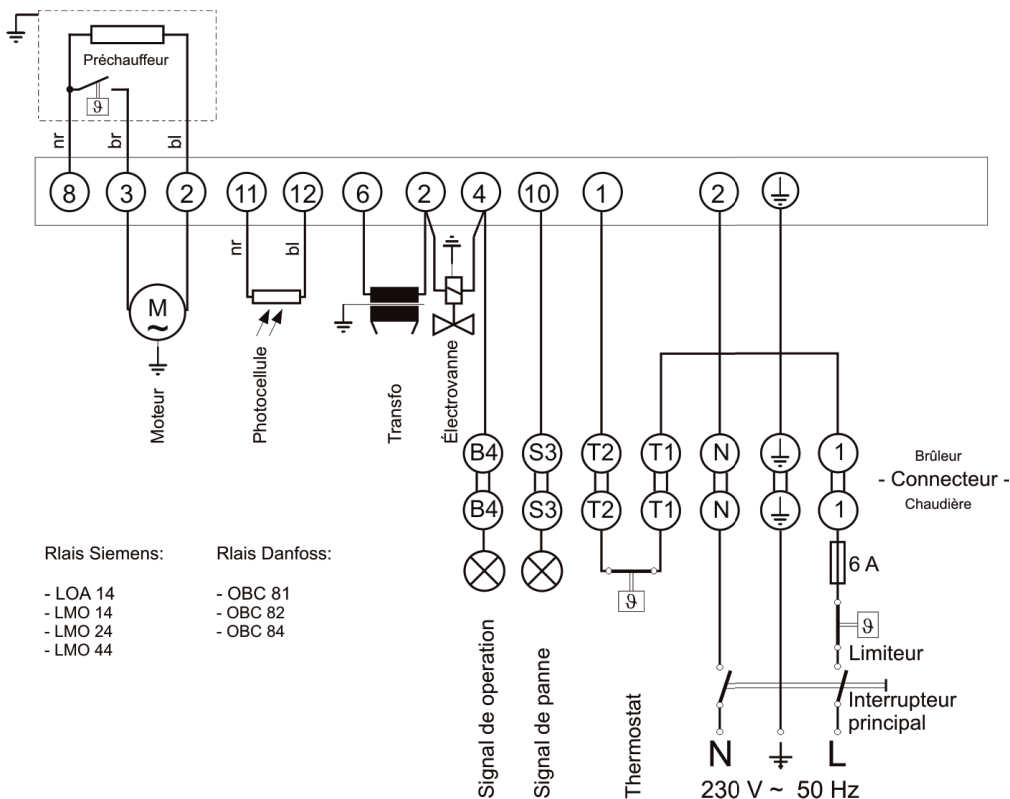 Préchauffeur
ϑ
nr
br
bl
8
3
2
11
12
6
2
4
10
1
2
nr
bl
M
~
Moteur
Photocellule
Transfo
Électrovanne
B4
S3
T2
T1
N
1
Brûleur
- Connecteur -
Chaudière
B4
S3
T2
T1
N
1
6 A
ϑ
ϑ
Limiteur
Interrupteur
principal
Signal de operation
Signal de panne
Thermostat
N
L
230 V ~ 50 Hz
Rlais Siemens:
- LOA 14
- LMO 14
- LMO 24
- LMO 44
Rlais Danfoss:
- OBC 81
- OBC 82
- OBC 84